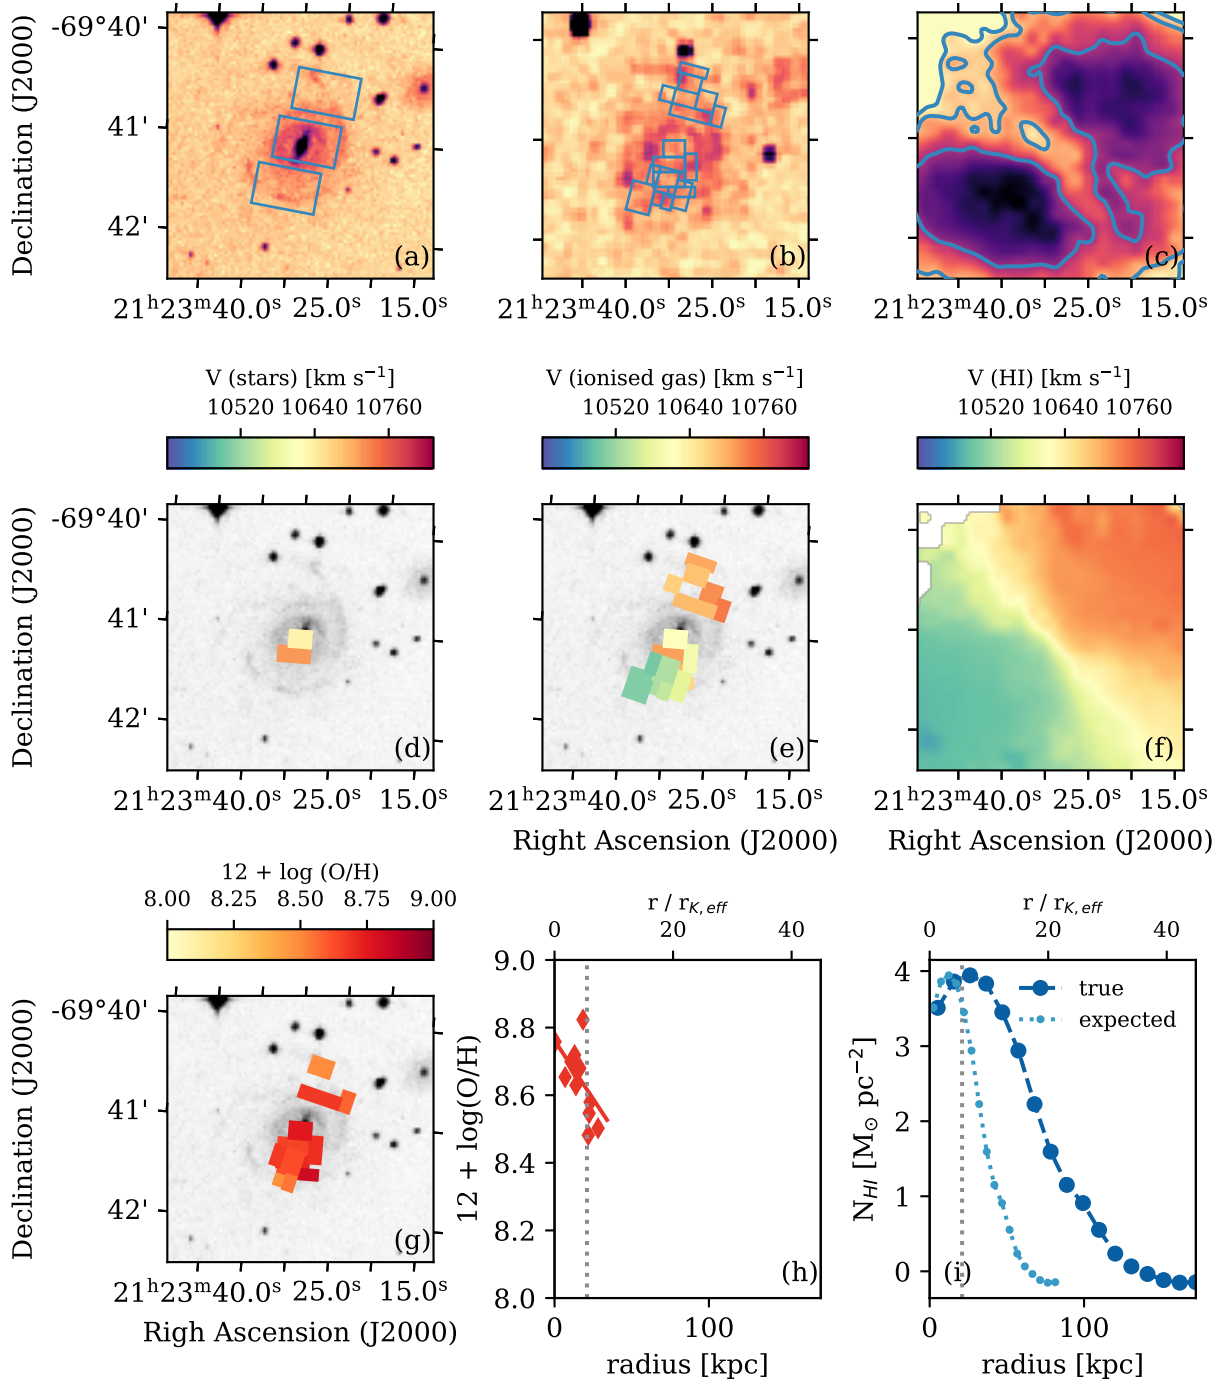 -69°40'
41'
42'
Declination (J2000)
(a)
(b)
(c)
21ʰ23ᵐ40.0ˢ 25.0ˢ 15.0ˢ
21ʰ23ᵐ40.0ˢ 25.0ˢ 15.0ˢ
21ʰ23ᵐ40.0ˢ 25.0ˢ 15.0ˢ
V (stars) [km s⁻¹]
10520 10640 10760
V (ionised gas) [km s⁻¹]
10520 10640 10760
V (HI) [km s⁻¹]
10520 10640 10760
-69°40'
41'
42'
Declination (J2000)
(d)
(e)
(f)
21ʰ23ᵐ40.0ˢ 25.0ˢ 15.0ˢ
21ʰ23ᵐ40.0ˢ 25.0ˢ 15.0ˢ
21ʰ23ᵐ40.0ˢ 25.0ˢ 15.0ˢ
Right Ascension (J2000)
Right Ascension (J2000)
12 + log (O/H)
8.00 8.25 8.50 8.75 9.00
-69°40'
41'
42'
Declination (J2000)
(g)
21ʰ23ᵐ40.0ˢ 25.0ˢ 15.0ˢ
Righ Ascension (J2000)
r / r_{K,eff}
0 20 40
9.0
8.8
8.6
8.4
8.2
8.0
12 + log(O/H)
(h)
0 100
radius [kpc]
r / r_{K,eff}
0 20 40
4
3
2
1
0
N_{HI} [M_⊙ pc⁻²]
true
expected
(i)
0 100
radius [kpc]